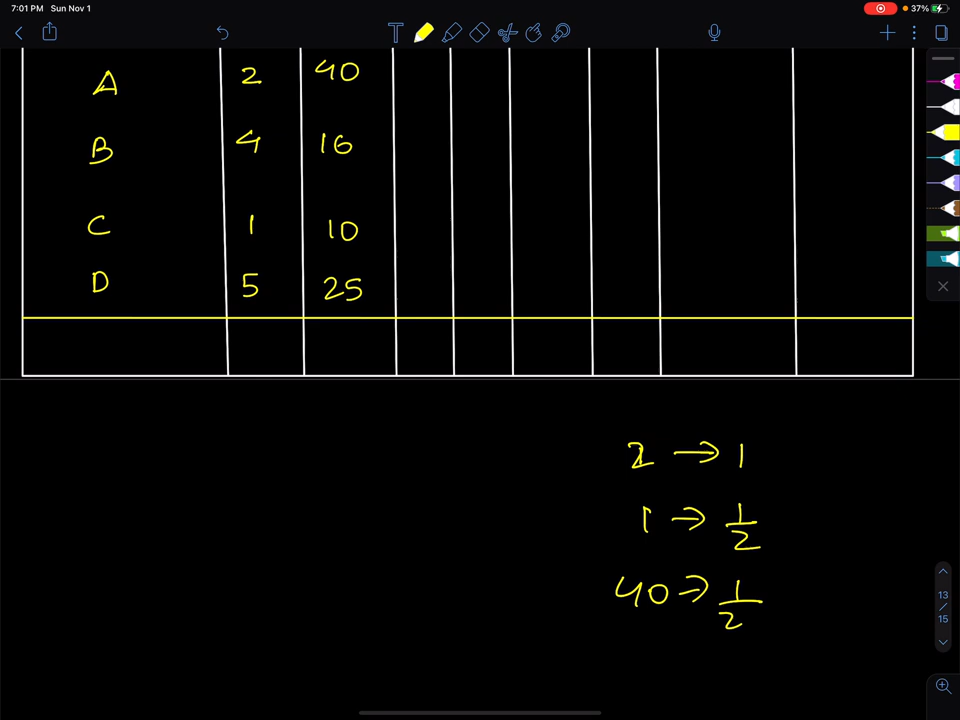 7:01 PM Sun Nov 1 37%
A 2 40
B 4 16
C 1 10
D 5 25
2 → 1
1 → 1/2
40 → 1/2
13
/
15